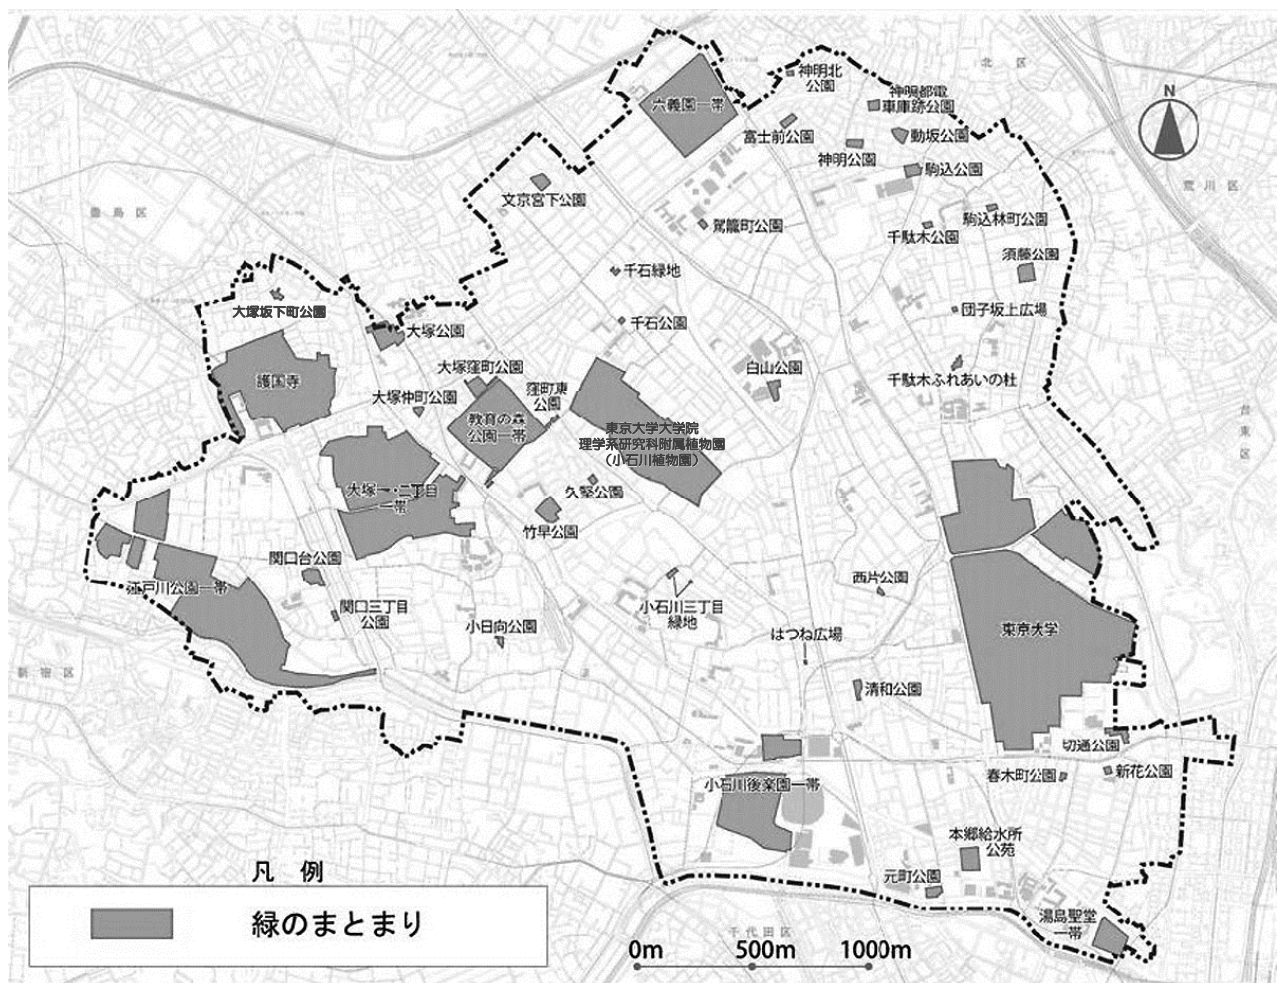 北 区
神明北
公園
N
六義園一帯
神明都電
車庫跡公園
富士前公園
動坂公園
神明公園
駒込公園
荒 川 区
文京宮下公園
豊 島 区
駕籠町公園
駒込林町公園
千駄木公園
須藤公園
千石緑地
大塚坂下町公園
団子坂上広場
千石公園
大塚公園
大塚窪町公園
白山公園
護国寺
窪町東
公園
千駄木ふれあいの杜
大塚仲町公園
教育の森
公園一帯
東京大学大学院
理学系研究科附属植物園
（小石川植物園）
台
東
区
大塚一・二丁目
一帯
久堅公園
竹早公園
関口台公園
江戸川公園一帯
西片公園
関口三丁目
公園
小石川三丁目
緑地
小日向公園
はつね広場
東京大学
新 宿 区
清和公園
切通公園
春木町公園
新花公園
小石川後楽園一帯
本郷給水所
公苑
元町公園
湯島聖堂
一帯
千 代 田 区
凡 例
緑のまとまり
0m 500m 1000m